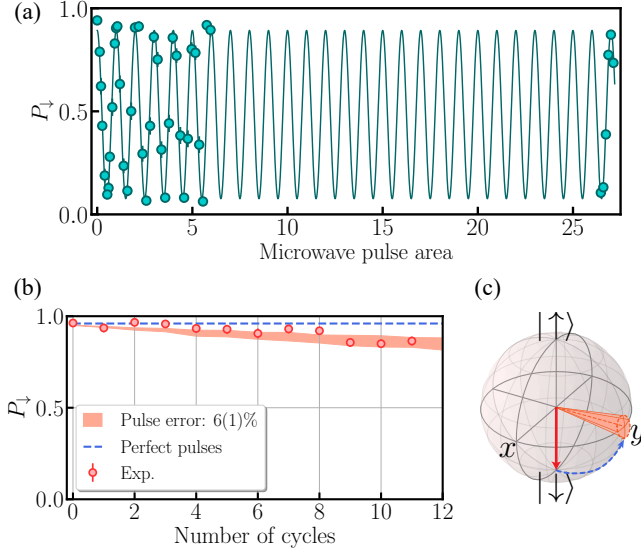 (a)
1.0
0.5
0.0
P↓
0 5 10 15 20 25
Microwave pulse area
(b)
1.0
0.5
0.0
P↓
Pulse error: 6(1)%
Perfect pulses
Exp.
0 2 4 6 8 10 12
Number of cycles
(c)
|↑⟩
x
y
|↓⟩